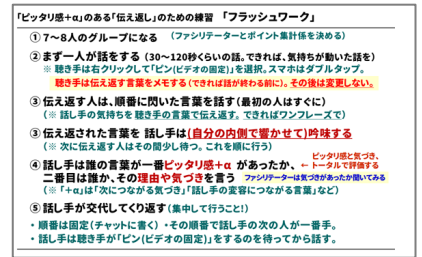 「ピッタリ感+α」のある「伝え返し」のための練習 「フラッシュワーク」
①7~8人のグループになる (ファシリテーターとポイント集計係を決める)
②まず一人が話をする (30~120秒くらいの話。できれば、気持ちが動いた話を)
※ 聴き手は右クリックして「ピン(ビデオの固定)」を選択。スマホはダブルタップ。
聴き手は伝え返す言葉をメモする(できれば話が終わる前に)。その後は変更しない。
③伝え返す人は、順番に閃いた言葉を話す(最初の人はすぐに)
(※ 話し手の気持ちを 聴き手の言葉で伝え返す。できればワンフレーズで)
③伝え返された言葉を 話し手は(自分の内側で響かせて)吟味する
(※ 次に伝え返す人はその間少し待つ。これを順に行う)
④話し手は誰の言葉が一番ピッタリ感+α があったか、
二番目は誰か、その理由や気づきを言う
ピッタリ感と気づき、
← トータルで評価する
ファシリテーターは気づきがあったか聞いてみる
(※「+α」は「次につながる気づき」「話し手の変容につながる言葉」など)
⑤話し手が交代してくり返す(集中して行うこと!)
・順番は固定(チャットに書く) ・その順番で話し手の次の人が一番手。
・話し手は聴き手が「ピン(ビデオの固定)」をするのを待ってから話す。